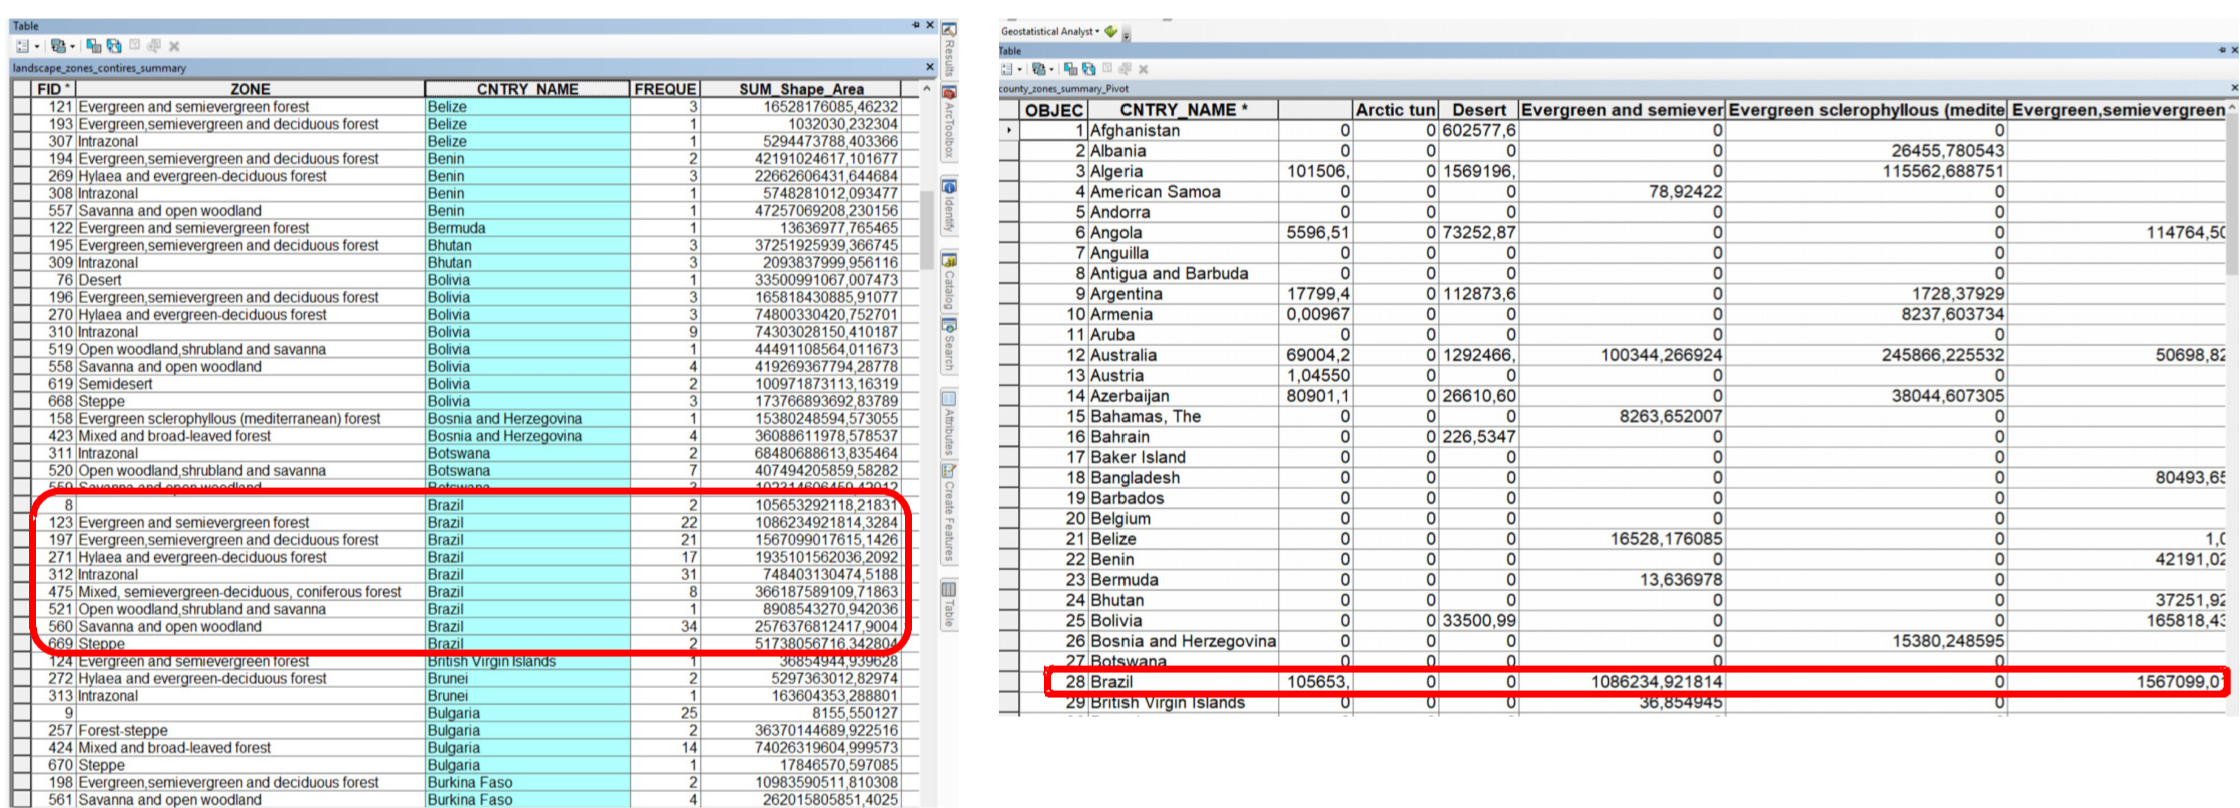 Table
landscape_zones_contires_summary
FID * ZONE CNTRY_NAME FREQUE SUM_Shape_Area
121 Evergreen and semievergreen forest Belize 3 16528176085,46232
193 Evergreen,semievergreen and deciduous forest Belize 1 1032030,232304
307 Intrazonal Belize 1 5294473788,403366
194 Evergreen,semievergreen and deciduous forest Benin 2 42191024617,101677
269 Hylaea and evergreen-deciduous forest Benin 3 22662606431,644684
308 Intrazonal Benin 1 5748281012,093477
557 Savanna and open woodland Benin 1 47257069208,230156
122 Evergreen and semievergreen forest Bermuda 1 13636977,765465
195 Evergreen,semievergreen and deciduous forest Bhutan 3 37251925939,366745
309 Intrazonal Bhutan 3 2093837999,956116
76 Desert Bolivia 1 33500991067,007473
196 Evergreen,semievergreen and deciduous forest Bolivia 3 165818430885,91077
270 Hylaea and evergreen-deciduous forest Bolivia 3 74800330420,752701
310 Intrazonal Bolivia 9 74303028150,410187
519 Open woodland,shrubland and savanna Bolivia 1 44491108564,011673
558 Savanna and open woodland Bolivia 4 419269367794,28778
619 Semidesert Bolivia 2 100971873113,16319
668 Steppe Bolivia 3 173766893692,83789
158 Evergreen sclerophyllous (mediterranean) forest Bosnia and Herzegovina 1 15380248594,573055
423 Mixed and broad-leaved forest Bosnia and Herzegovina 4 36088611978,578537
311 Intrazonal Botswana 2 68480688613,835464
520 Open woodland,shrubland and savanna Botswana 7 407494205859,58282
559 Savanna and open woodland Botswana 3 102314606459,42012
8 Brazil 2 105653292118,21831
123 Evergreen and semievergreen forest Brazil 22 1086234921814,3284
197 Evergreen,semievergreen and deciduous forest Brazil 21 1567099017615,1426
271 Hylaea and evergreen-deciduous forest Brazil 17 1935101562036,2092
312 Intrazonal Brazil 31 748403130474,5188
475 Mixed, semievergreen-deciduous, coniferous forest Brazil 8 366187589109,71863
521 Open woodland,shrubland and savanna Brazil 1 8908543270,942036
560 Savanna and open woodland Brazil 34 2576376812417,9004
669 Steppe Brazil 2 51738056716,342804
124 Evergreen and semievergreen forest British Virgin Islands 1 36854944,939628
272 Hylaea and evergreen-deciduous forest Brunei 2 5297363012,82974
313 Intrazonal Brunei 1 163604353,288801
9 Bulgaria 25 8155,550127
257 Forest-steppe Bulgaria 2 36370144689,922516
424 Mixed and broad-leaved forest Bulgaria 14 74026319604,999573
670 Steppe Bulgaria 1 17846570,597085
198 Evergreen,semievergreen and deciduous forest Burkina Faso 2 10983590511,810308
561 Savanna and open woodland Burkina Faso 4 262015805851,4025
Results
ArcToolbox
Identify
Catalog
Search
Attributes
Create Features
Table
Geostatistical Analyst
Table
county_zones_summary_Pivot
OBJEC CNTRY_NAME * Arctic tun Desert Evergreen and semiever Evergreen sclerophyllous (medite Evergreen,semievergreen
1 Afghanistan 0 0 602577,6 0 0
2 Albania 0 0 0 0 26455,780543
3 Algeria 101506, 0 1569196, 0 115562,688751
4 American Samoa 0 0 0 78,92422 0
5 Andorra 0 0 0 0 0
6 Angola 5596,51 0 73252,87 0 0 114764,50
7 Anguilla 0 0 0 0 0
8 Antigua and Barbuda 0 0 0 0 0
9 Argentina 17799,4 0 112873,6 0 1728,37929
10 Armenia 0,00967 0 0 0 8237,603734
11 Aruba 0 0 0 0 0
12 Australia 69004,2 0 1292466, 100344,266924 245866,225532 50698,82
13 Austria 1,04550 0 0 0 0
14 Azerbaijan 80901,1 0 26610,60 0 38044,607305
15 Bahamas, The 0 0 0 8263,652007 0
16 Bahrain 0 0 226,5347 0 0
17 Baker Island 0 0 0 0 0
18 Bangladesh 0 0 0 0 0 80493,65
19 Barbados 0 0 0 0 0
20 Belgium 0 0 0 0 0
21 Belize 0 0 0 16528,176085 0 1,0
22 Benin 0 0 0 0 0 42191,02
23 Bermuda 0 0 0 13,636978 0
24 Bhutan 0 0 0 0 0 37251,92
25 Bolivia 0 0 33500,99 0 0 165818,43
26 Bosnia and Herzegovina 0 0 0 0 15380,248595
27 Botswana 0 0 0 0 0
28 Brazil 105653, 0 0 1086234,921814 0 1567099,01
29 British Virgin Islands 0 0 0 36,854945 0